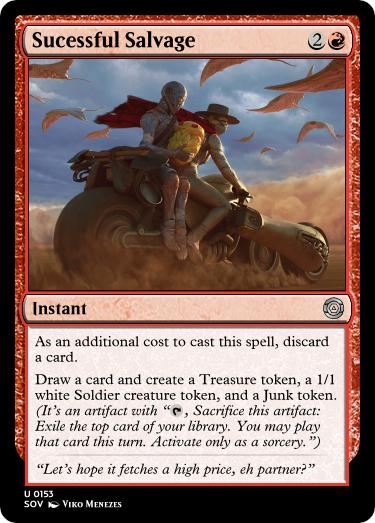 Sucessful Salvage 2
Instant
As an additional cost to cast this spell, discard
a card.
Draw a card and create a Treasure token, a 1/1
white Soldier creature token, and a Junk token.
(It's an artifact with “, Sacrifice this artifact:
Exile the top card of your library. You may play
that card this turn. Activate only as a sorcery.”)
“Let's hope it fetches a high price, eh partner?”
U 0153
SOV Viko Menezes